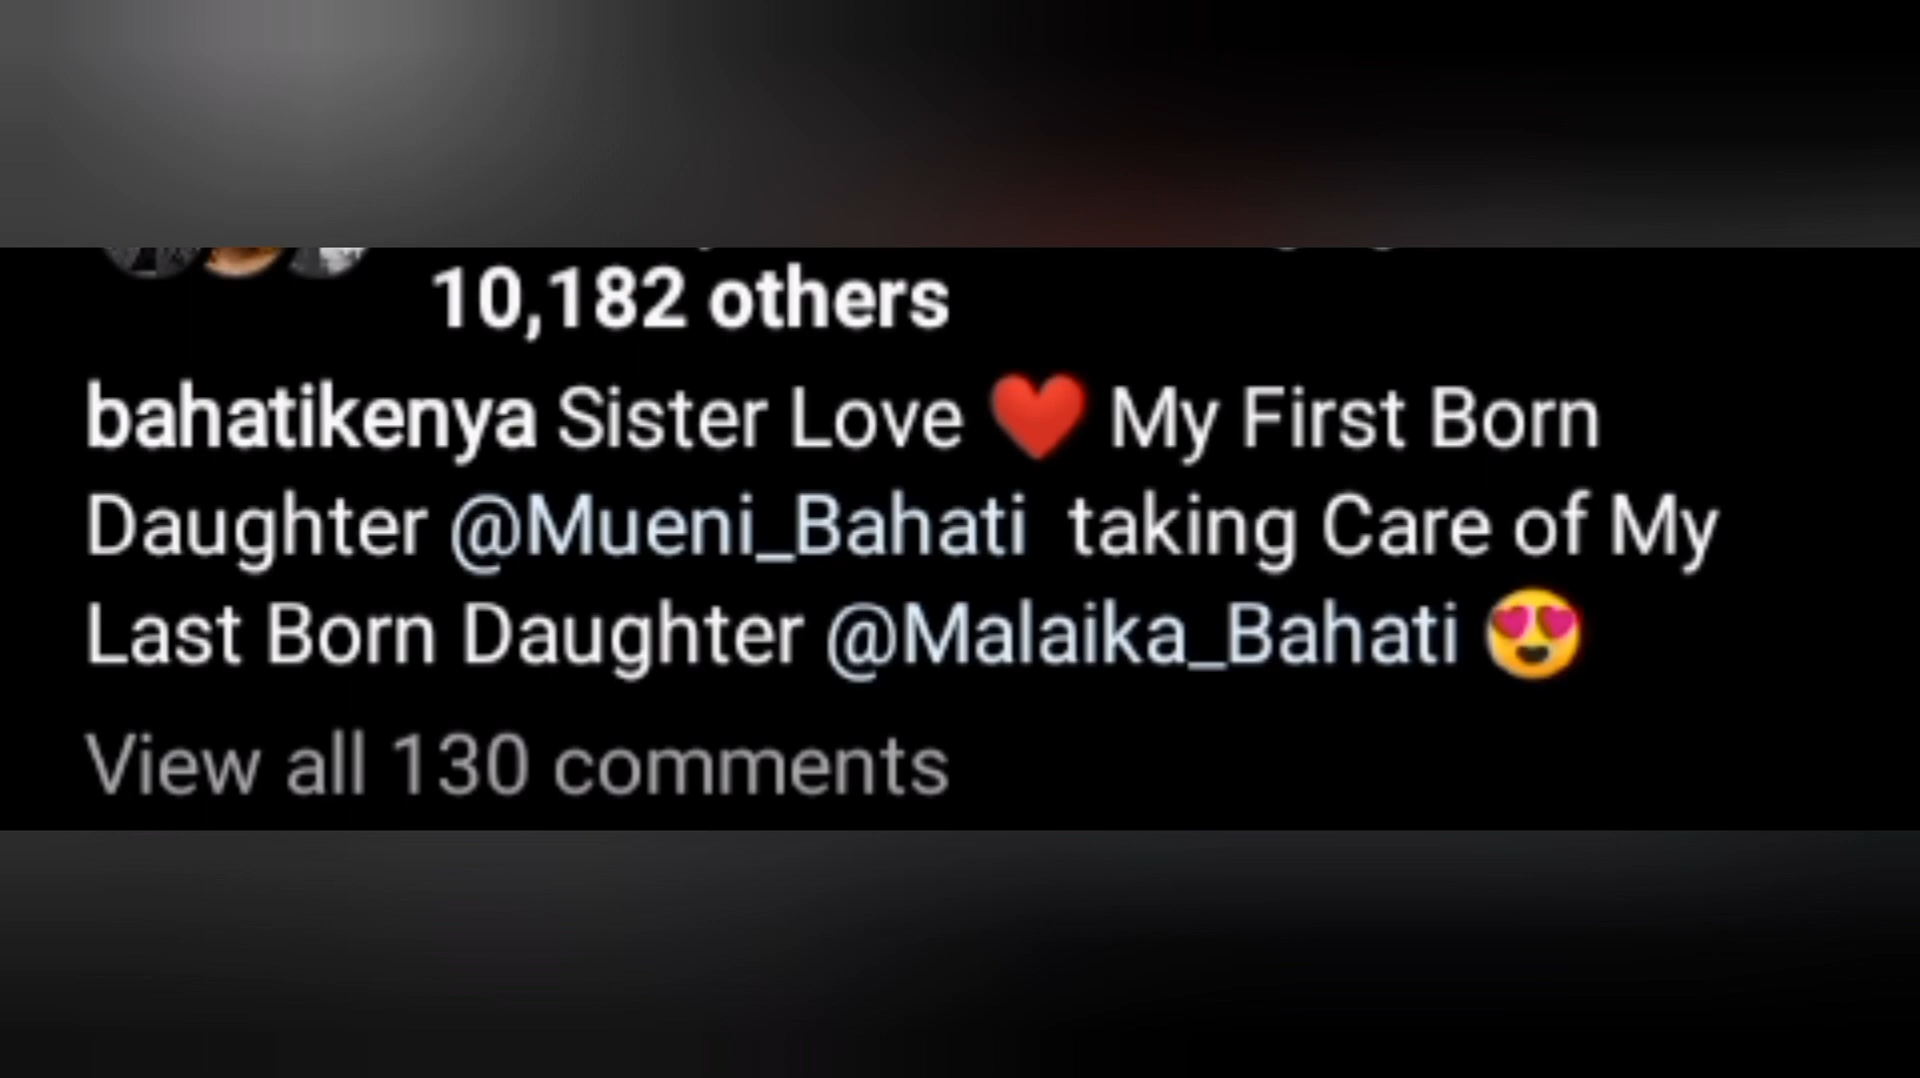 10,182 others
bahatikenya Sister Love ❤️ My First Born
Daughter @Mueni_Bahati taking Care of My
Last Born Daughter @Malaika_Bahati 😍
View all 130 comments